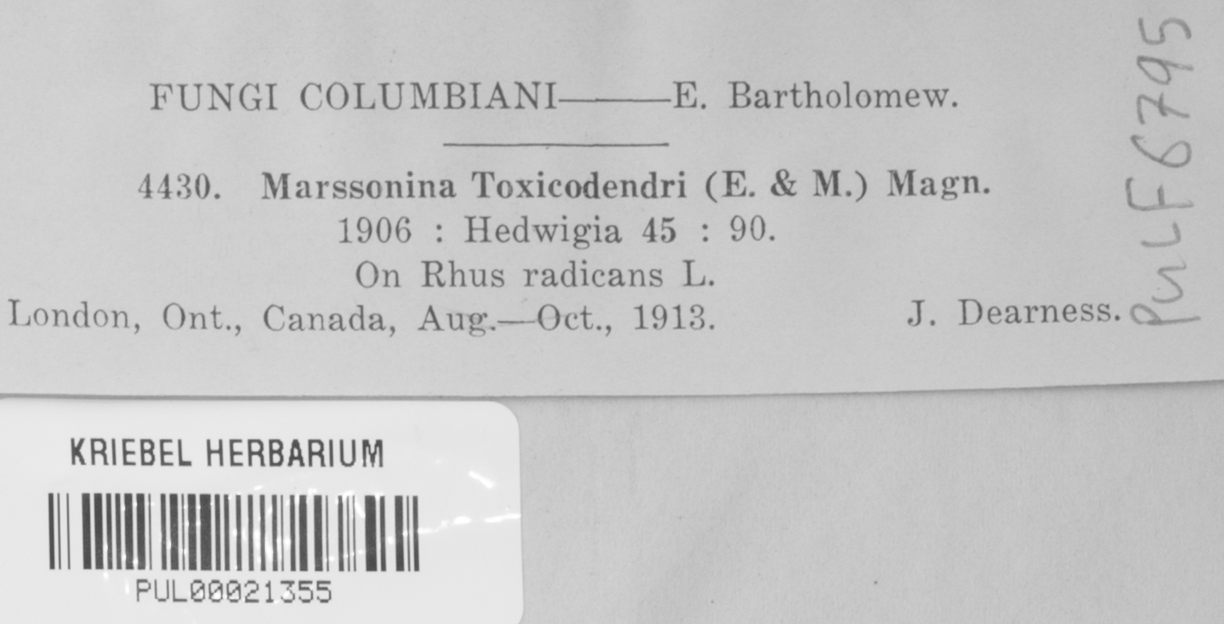 FUNGI COLUMBIANI——E. Bartholomew.
4430. Marssonina Toxicodendri (E. & M.) Magn.
1906 : Hedwigia 45 : 90.
On Rhus radicans L.
London, Ont., Canada, Aug.—Oct., 1913. J. Dearness.
PuLF6795
KRIEBEL HERBARIUM
PUL00021355